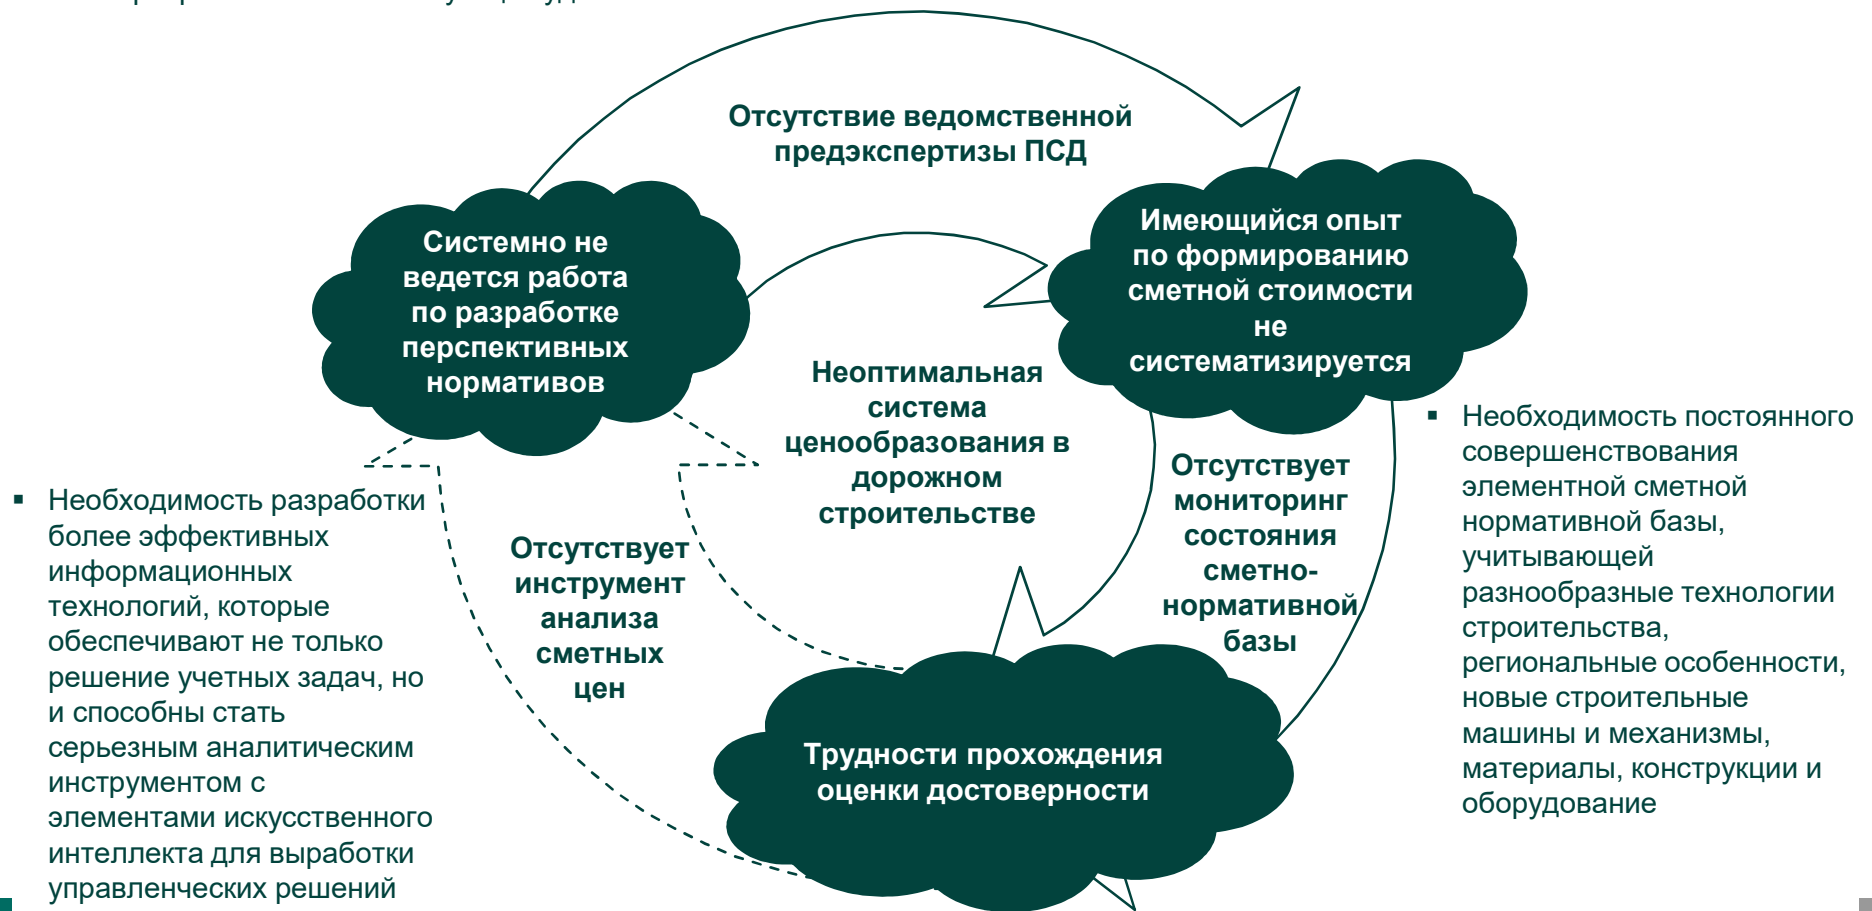 Отсутствие ведомственной
предэкспертизы ПСД
Системно не
ведется работа
по разработке
перспективных
нормативов
Имеющийся опыт
по формированию
сметной стоимости
не
систематизируется
Неоптимальная
система
ценообразования в
дорожном
строительстве
Отсутствует
мониторинг
состояния
сметно-
нормативной
базы
Отсутствует
инструмент
анализа
сметных
цен
Трудности прохождения
оценки достоверности
▪ Необходимость разработки
более эффективных
информационных
технологий, которые
обеспечивают не только
решение учетных задач, но
и способны стать
серьезным аналитическим
инструментом с
элементами искусственного
интеллекта для выработки
управленческих решений
▪ Необходимость постоянного
совершенствования
элементной сметной
нормативной базы,
учитывающей
разнообразные технологии
строительства,
региональные особенности,
новые строительные
машины и механизмы,
материалы, конструкции и
оборудование